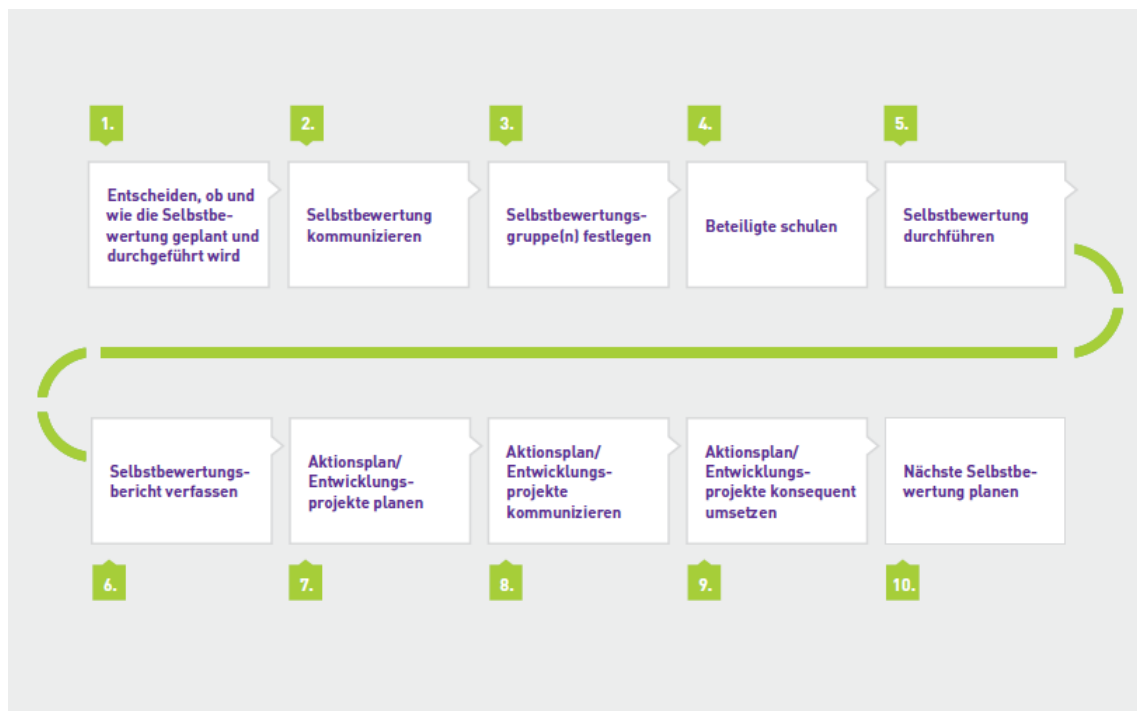 1.
Entscheiden, ob und
wie die Selbstbe-
wertung geplant und
durchgeführt wird
2.
Selbstbewertung
kommunizieren
3.
Selbstbewertungs-
gruppe(n) festlegen
4.
Beteiligte schulen
5.
Selbstbewertung
durchführen
Selbstbewertungs-
bericht verfassen
6.
Aktionsplan/
Entwicklungs-
projekte planen
7.
Aktionsplan/
Entwicklungs-
projekte
kommunizieren
8.
Aktionsplan/
Entwicklungs-
projekte konsequent
umsetzen
9.
Nächste Selbstbe-
wertung planen
10.